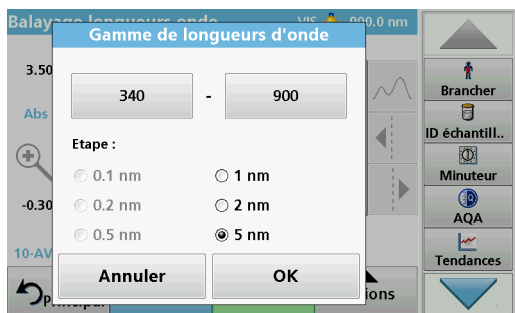 Balayage longueurs onde VIS 900.0 nm
Gamme de longueurs d'onde
3.50
Abs
340 - 900
Etape :
0.1 nm 1 nm
0.2 nm 2 nm
0.5 nm 5 nm
-0.30
10-AV
Annuler OK
ions
Brancher
ID échantill..
Minuteur
AQA
Tendances